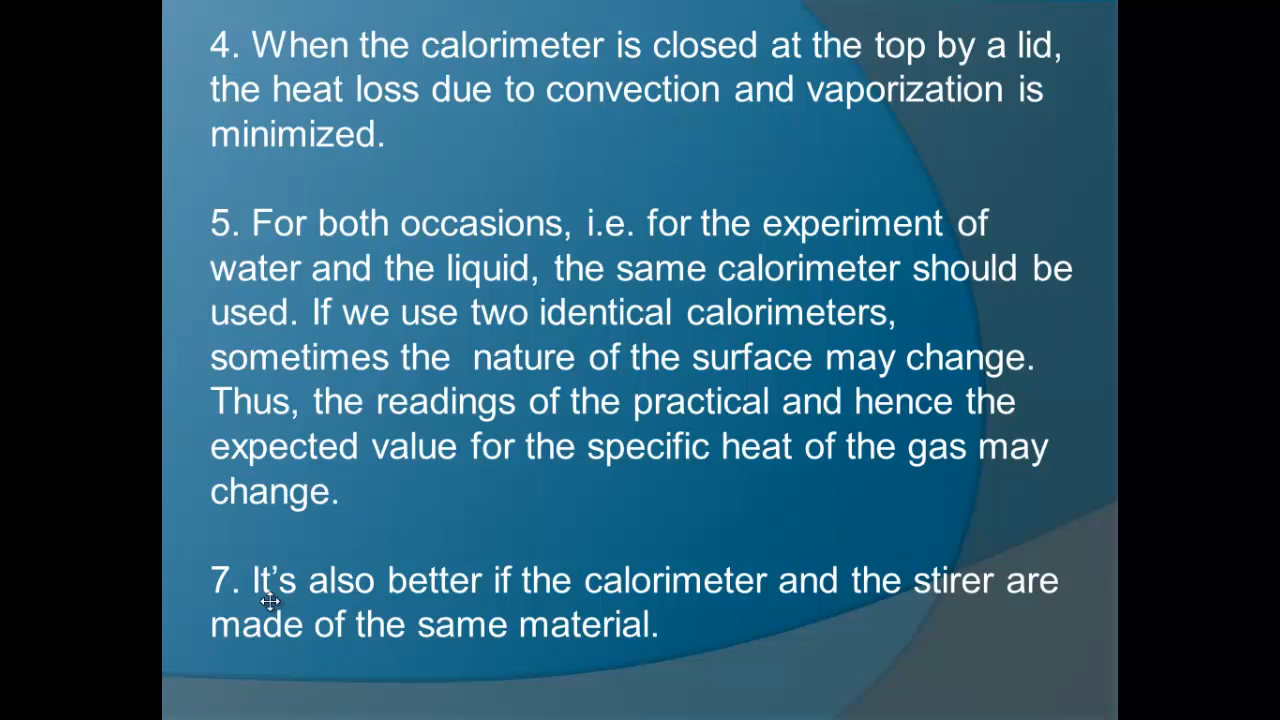 4. When the calorimeter is closed at the top by a lid,
the heat loss due to convection and vaporization is
minimized.
5. For both occasions, i.e. for the experiment of
water and the liquid, the same calorimeter should be
used. If we use two identical calorimeters,
sometimes the  nature of the surface may change.
Thus, the readings of the practical and hence the
expected value for the specific heat of the gas may
change.
7. It’s also better if the calorimeter and the stirer are
made of the same material.